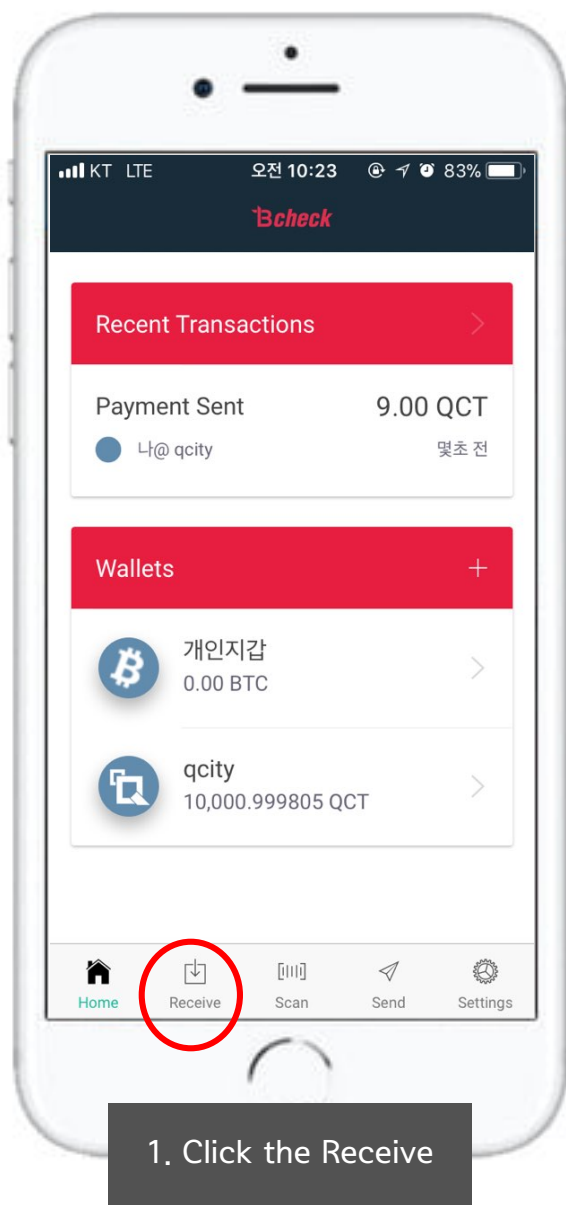 KT LTE 오전 10:23 83%
Bcheck
Recent Transactions
Payment Sent 9.00 QCT
나@ qcity 몇초 전
Wallets +
개인지갑
0.00 BTC
qcity
10,000.999805 QCT
Home Receive Scan Send Settings
1. Click the Receive